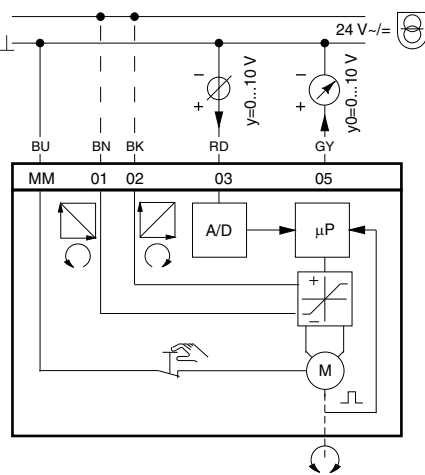 24 V~/=
⊥
−
+
y=0...10 V
−
+
y0=0...10 V
BU BN BK RD GY
MM 01 02 03 05
A/D
µP
+
−
M